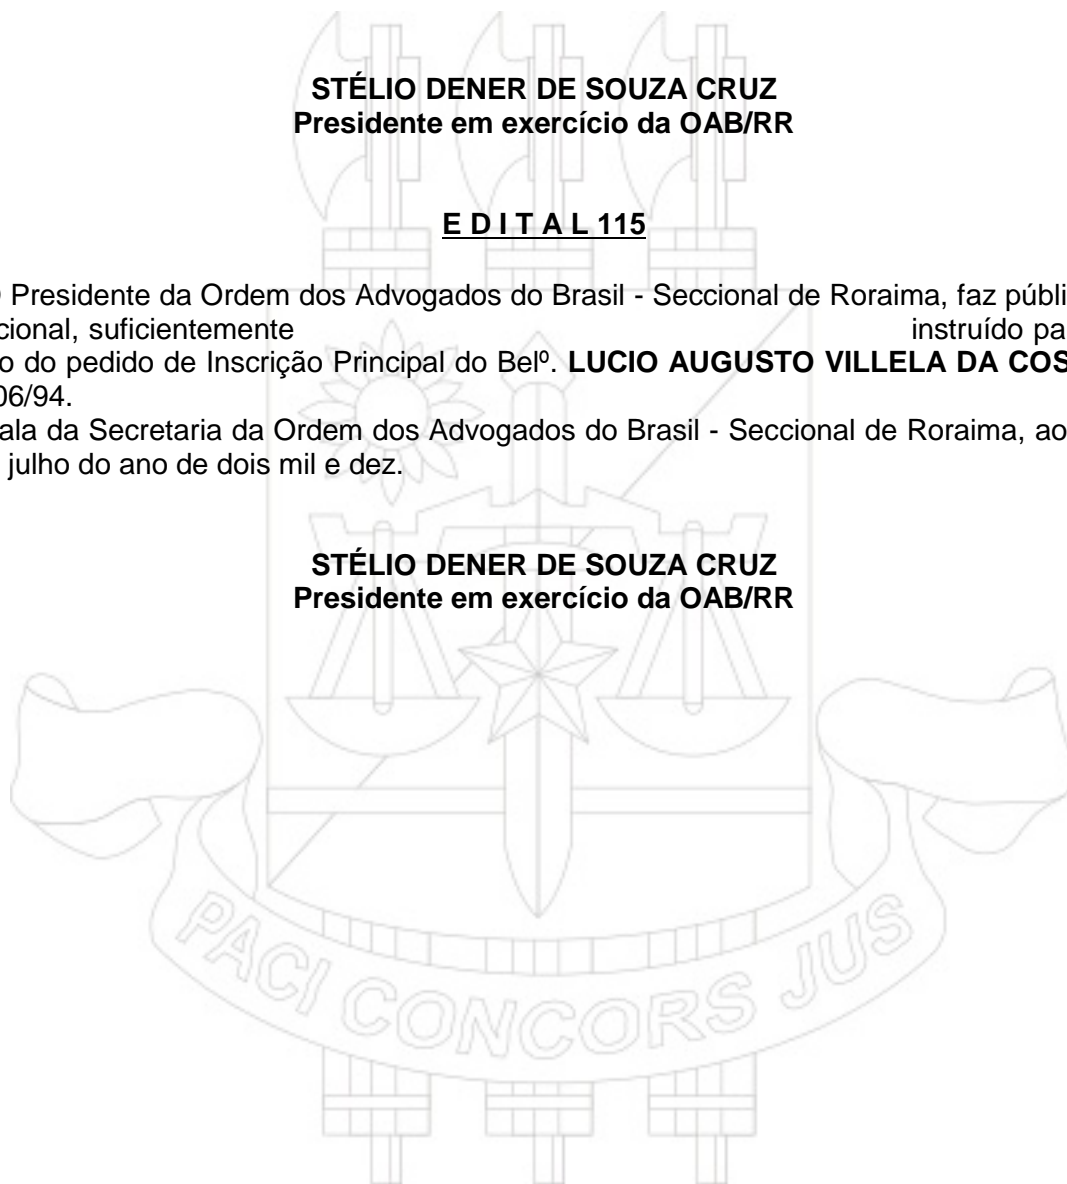 STÉLIO DENER DE SOUZA CRUZ
Presidente em exercício da OAB/RR
E D I T A L 115
Presidente da Ordem dos Advogados do Brasil - Seccional de Roraima, faz públi
cional, suficientemente instruído pa
o do pedido de Inscrição Principal do Belº. LUCIO AUGUSTO VILLELA DA COS
06/94.
ala da Secretaria da Ordem dos Advogados do Brasil - Seccional de Roraima, ao
julho do ano de dois mil e dez.
STÉLIO DENER DE SOUZA CRUZ
Presidente em exercício da OAB/RR
PACI CONCORS JUS